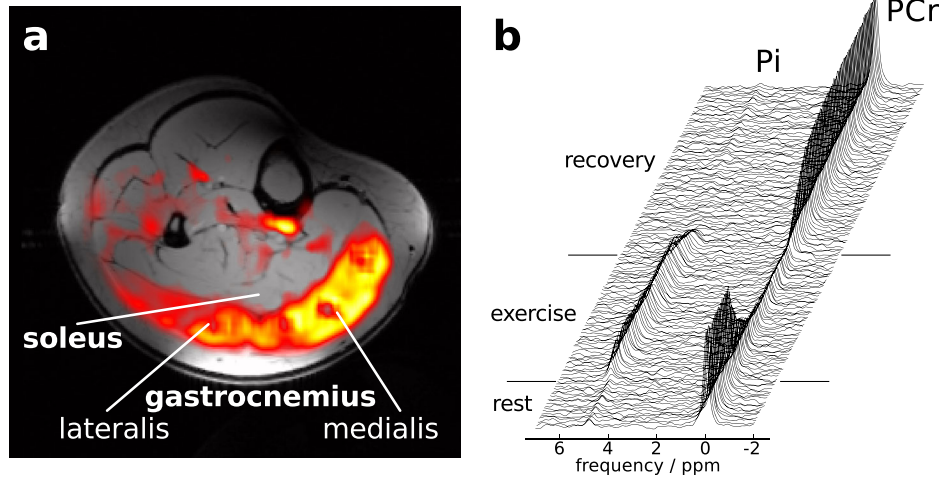 a
soleus
gastrocnemius
lateralis
medialis
b
PCr
Pi
recovery
exercise
rest
6 4 2 0 -2
frequency / ppm